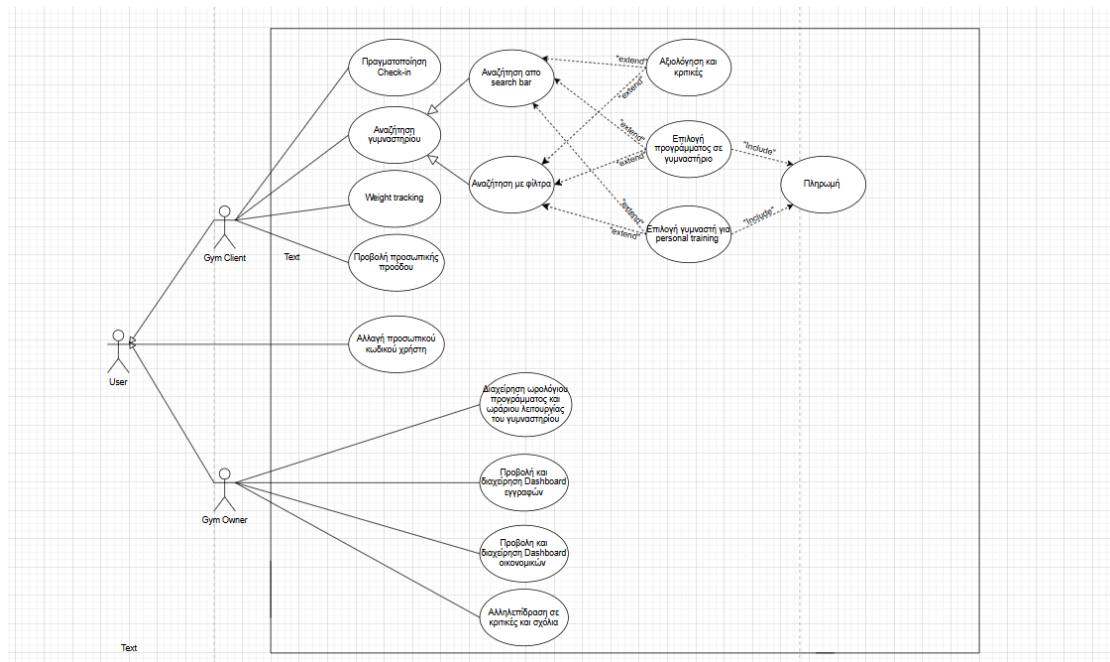 Πραγματοποίηση
Check-in
Αναζήτηση απο
search bar
"extend"
Αξιολόγηση και
κριτικές
"extend"
Αναζήτηση
γυμναστηρίου
"extend"
Επιλογή
προγράμματος σε
γυμναστήριο
"Include"
"extend"
Αναζήτηση με φίλτρα
Πληρωμή
Weight tracking
"extend"
"extend"
Επιλογή γυμναστή για
personal training
"Include"
Gym Client
Text
Προβολή προσωπικής
προόδου
Αλλαγή προσωπικού
κωδικού χρήστη
User
Διαχείρηση ωρολόγιου
προγράμματος και
ωράριου λειτουργίας
του γυμναστηρίου
Προβολή και
διαχείρηση Dashboard
εγγραφών
Gym Owner
Προβολη και
διαχείρηση Dashboard
οικονομικών
Αλληλεπίδραση σε
κριτικές και σχόλια
Text